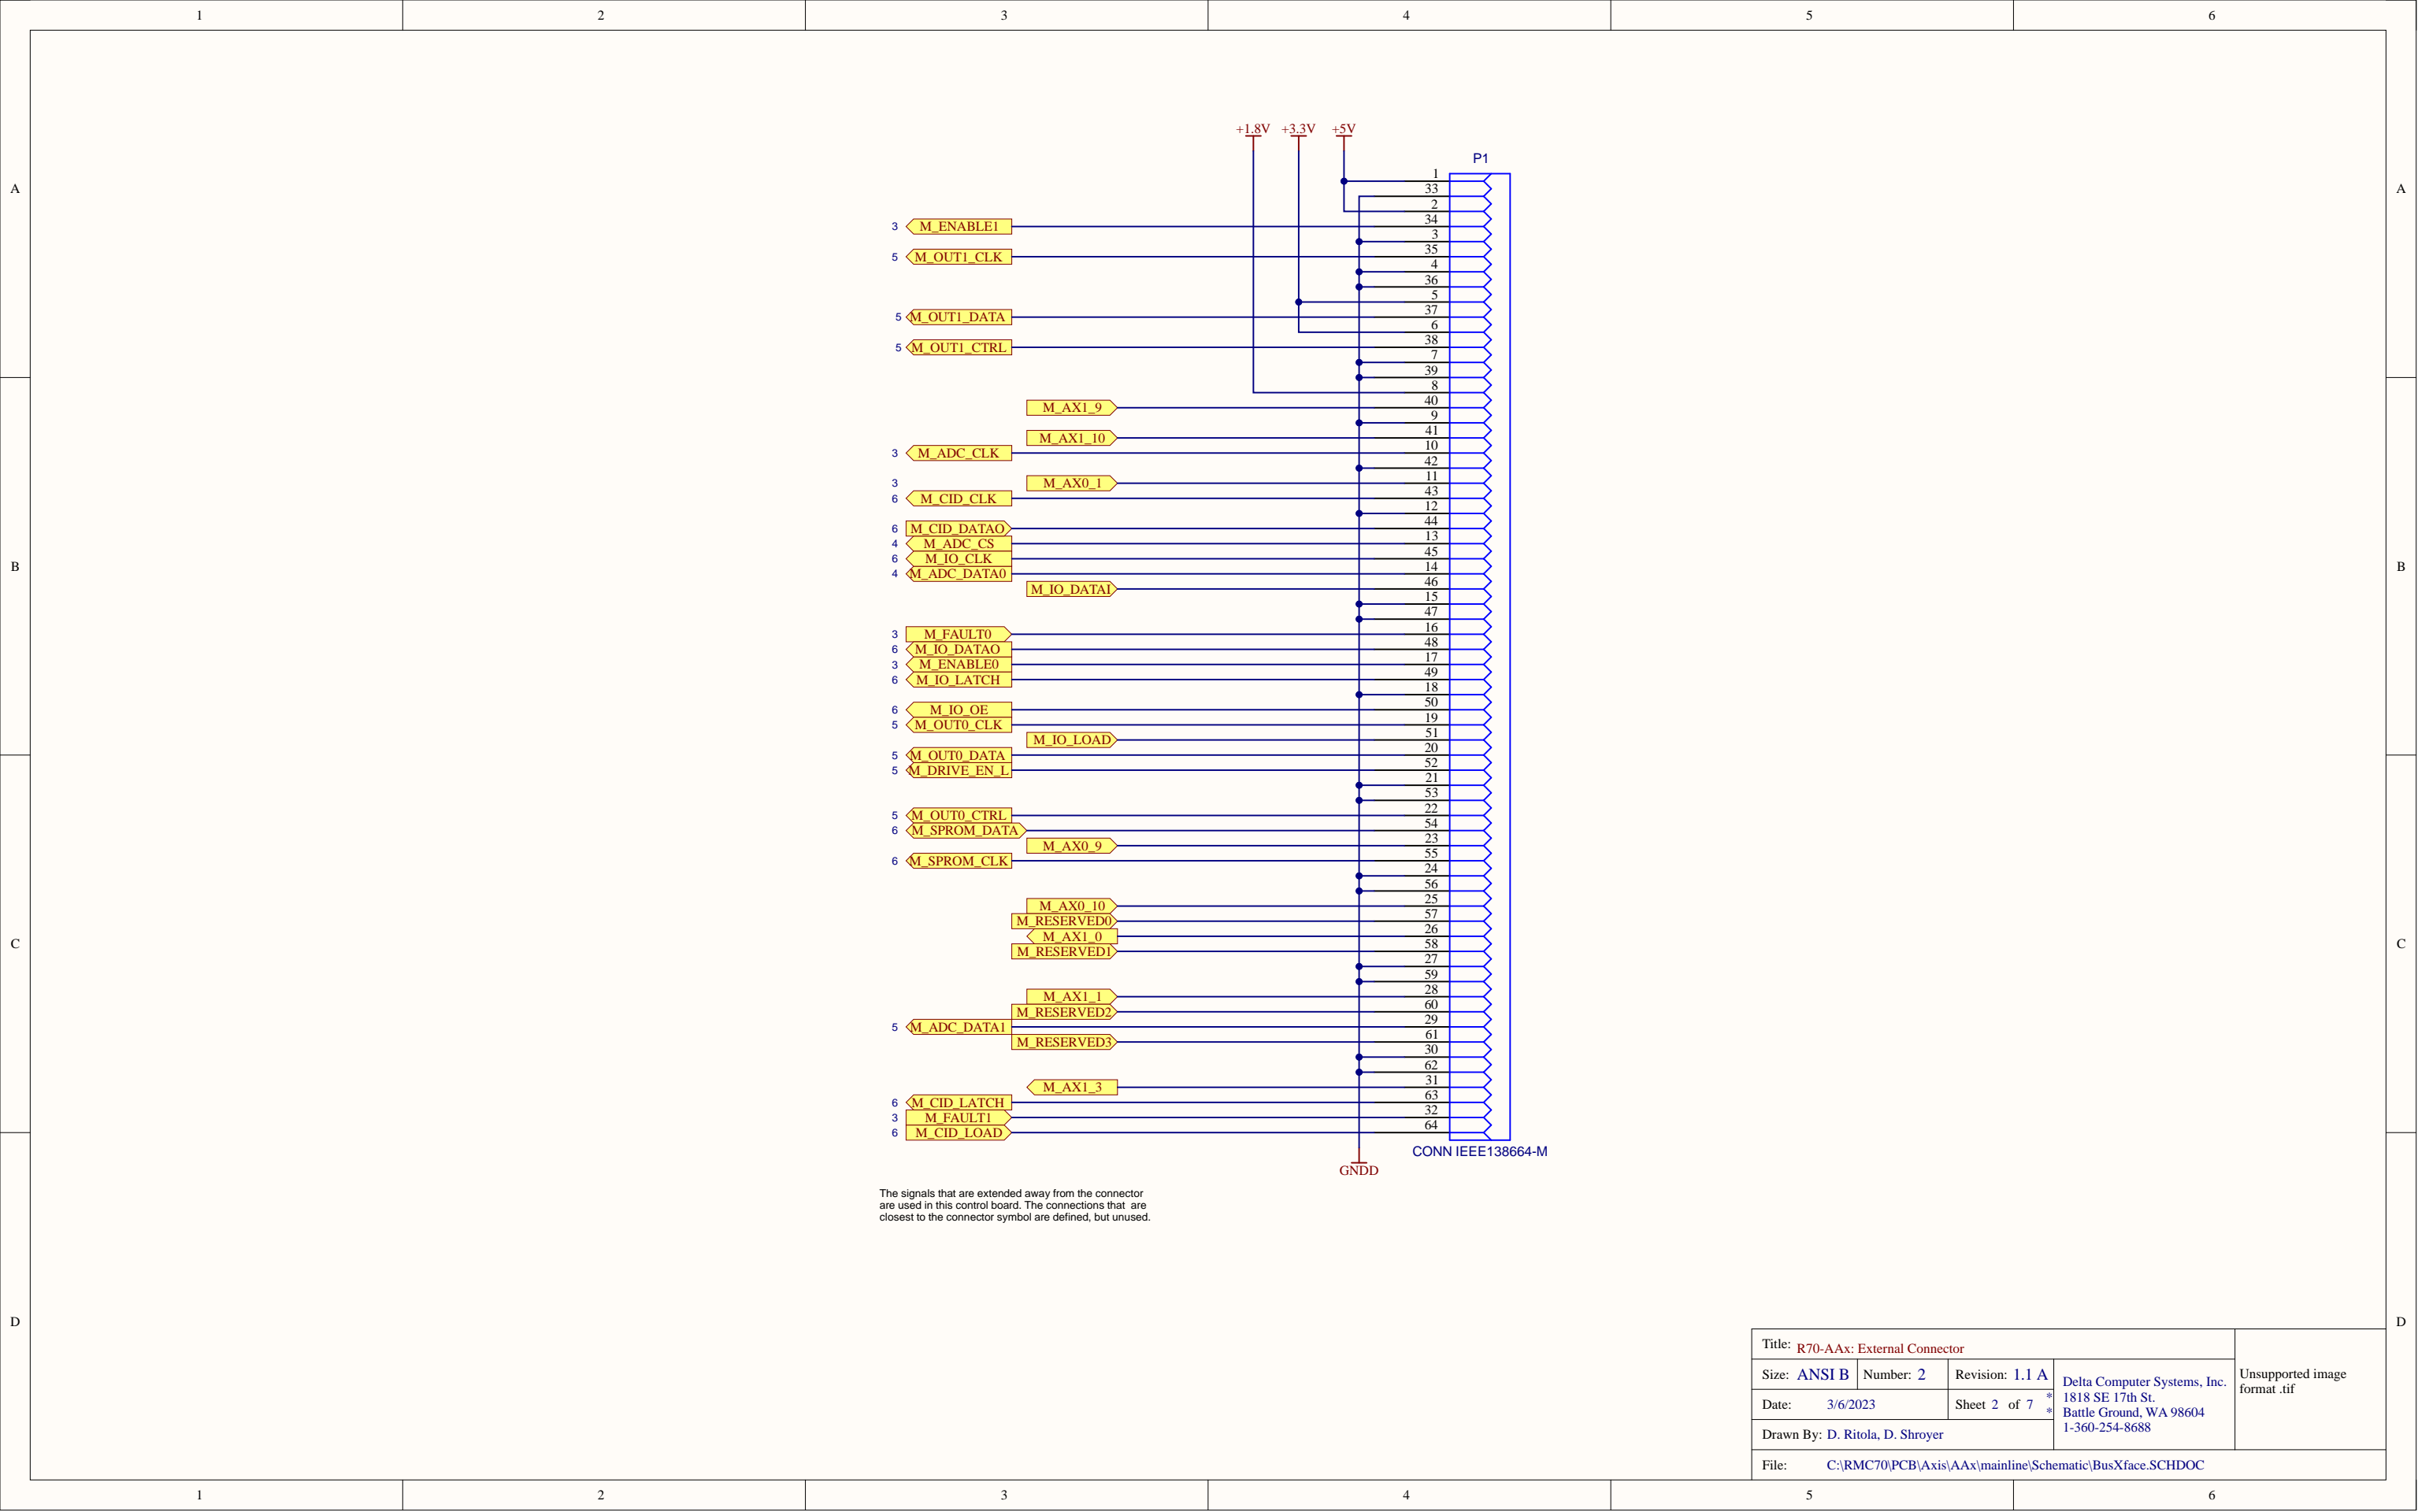 1 2 3 4 5 6
+1.8V +3.3V +5V
P1
1
A A
33
2
3 M_ENABLE1 34
3
5 M_OUT1_CLK 35
4
36
5
5 M_OUT1_DATA 37
6
5 M_OUT1_CTRL 38
7
39
8
M_AX1_9 40
9
M_AX1_10 41
3 M_ADC_CLK 10
42
3 M_AX0_1 11
6 M_CID_CLK 43
12
6 M_CID_DATAO 44
4 M_ADC_CS 13
6 M_IO_CLK 45
B B
4 M_ADC_DATA0 14
M_IO_DATAI 46
15
47
3 M_FAULT0 16
6 M_IO_DATAO 48
3 M_ENABLE0 17
6 M_IO_LATCH 49
18
6 M_IO_OE 50
5 M_OUT0_CLK 19
M_IO_LOAD 51
5 M_OUT0_DATA 20
5 M_DRIVE_EN_L 52
21
53
5 M_OUT0_CTRL 22
6 M_SPROM_DATA 54
M_AX0_9 23
6 M_SPROM_CLK 55
24
56
M_AX0_10 25
M_RESERVED0 57
M_AX1_0 26
C C
M_RESERVED1 58
27
59
M_AX1_1 28
M_RESERVED2 60
5 M_ADC_DATA1 29
M_RESERVED3 61
30
62
M_AX1_3 31
6 M_CID_LATCH 63
3 M_FAULT1 32
6 M_CID_LOAD 64
CONN IEEE138664-M
GNDD
The signals that are extended away from the connector
are used in this control board. The connections that are
closest to the connector symbol are defined, but unused.
D D
Title: R70-AAx: External Connector
Size: ANSI B Number: 2 Revision: 1.1 A
Date: 3/6/2023 Sheet 2 of 7 * *
Delta Computer Systems, Inc.
1818 SE 17th St.
Battle Ground, WA 98604
1-360-254-8688
Unsupported image
format .tif
Drawn By: D. Ritola, D. Shroyer
File: C:\RMC70\PCB\Axis\AAx\mainline\Schematic\BusXface.SCHDOC
1 2 3 4 5 6